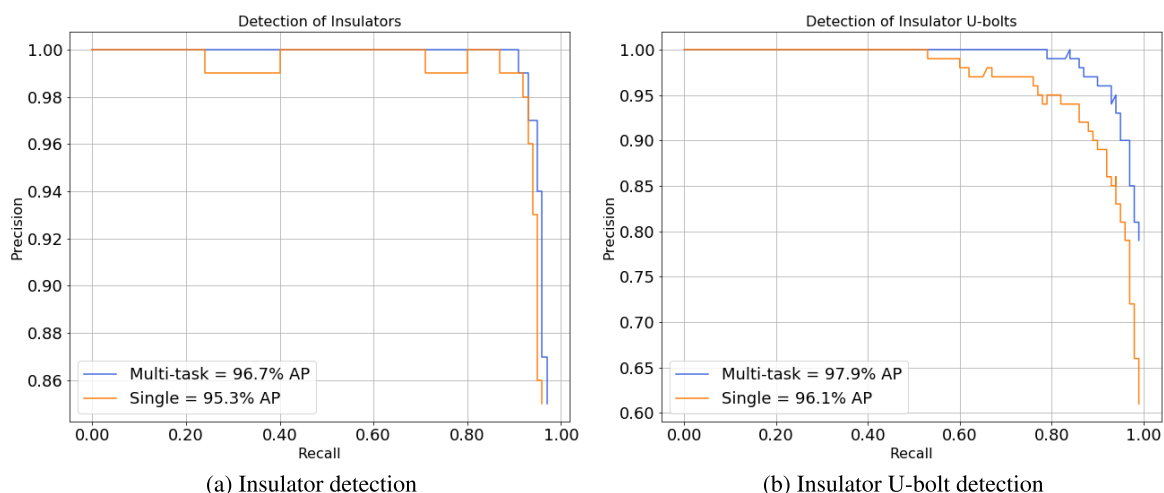 Detection of Insulators
1.00
0.98
0.96
0.94
0.92
0.90
0.88
0.86
Precision
Multi-task = 96.7% AP
Single = 95.3% AP
0.00 0.20 0.40 0.60 0.80 1.00
Recall
(a) Insulator detection
Detection of Insulator U-bolts
1.00
0.95
0.90
0.85
0.80
0.75
0.70
0.65
0.60
Precision
Multi-task = 97.9% AP
Single = 96.1% AP
0.00 0.20 0.40 0.60 0.80 1.00
Recall
(b) Insulator U-bolt detection